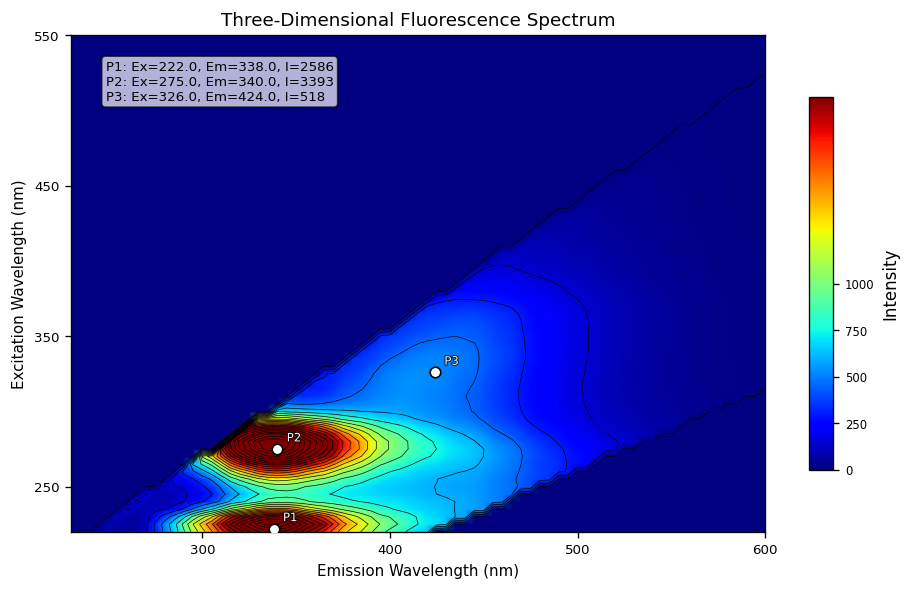 Three-Dimensional Fluorescence Spectrum
P1: Ex=222.0, Em=338.0, I=2586
P2: Ex=275.0, Em=340.0, I=3393
P3: Ex=326.0, Em=424.0, I=518
550
450
350
250
Excitation Wavelength (nm)
P3
P2
P1
300
400
500
600
Emission Wavelength (nm)
1000
750
500
250
0
Intensity